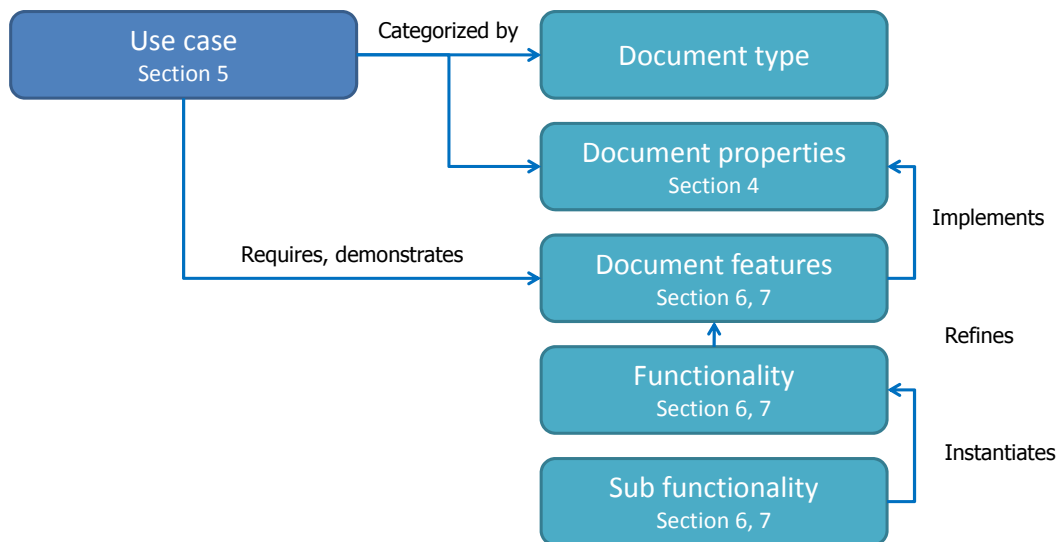 Use case
Section 5
Categorized by
Document type
Document properties
Section 4
Implements
Requires, demonstrates
Document features
Section 6, 7
Refines
Functionality
Section 6, 7
Instantiates
Sub functionality
Section 6, 7